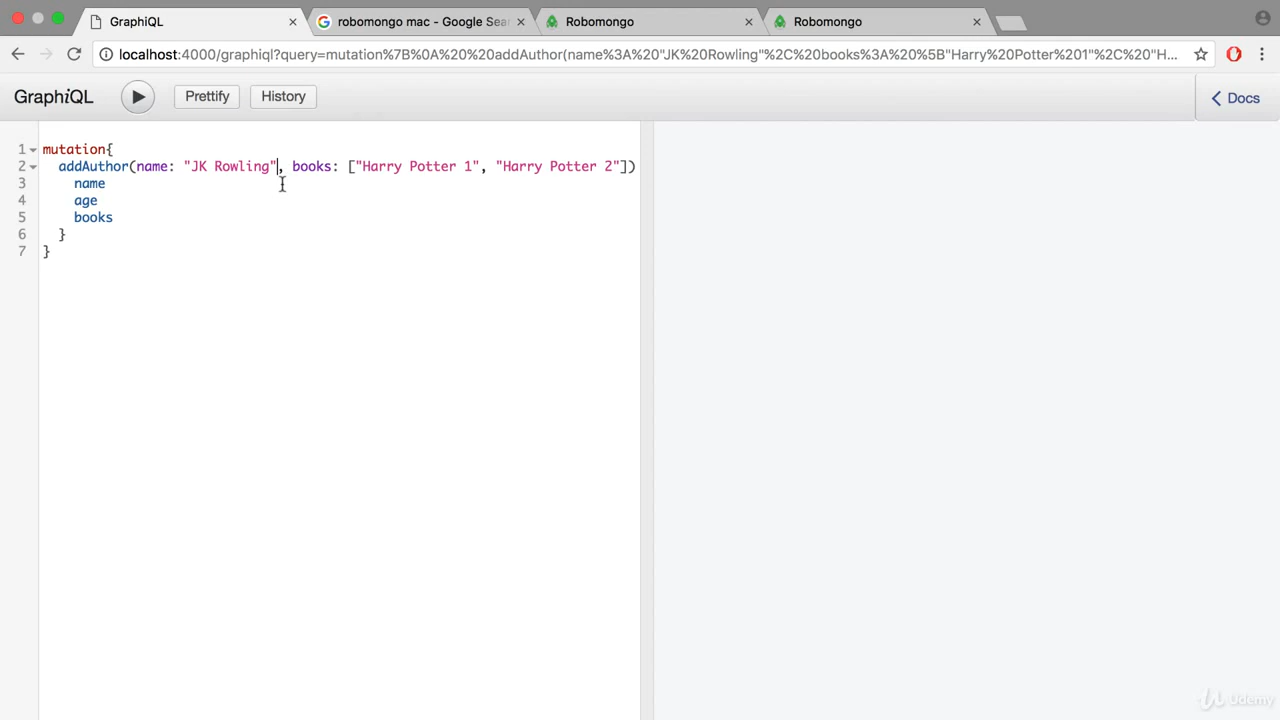 GraphiQL
robomongo mac - Google Sear
Robomongo
Robomongo
localhost:4000/graphiql?query=mutation%7B%0A%20%20addAuthor(name%3A%20"JK%20Rowling"%2C%20books%3A%20%5B"Harry%20Potter%201"%2C%20"H...
GraphiQL
Prettify
History
Docs
1 mutation{
2 addAuthor(name: "JK Rowling", books: ["Harry Potter 1", "Harry Potter 2"])
3 name
4 age
5 books
6 }
7 }
Udemy